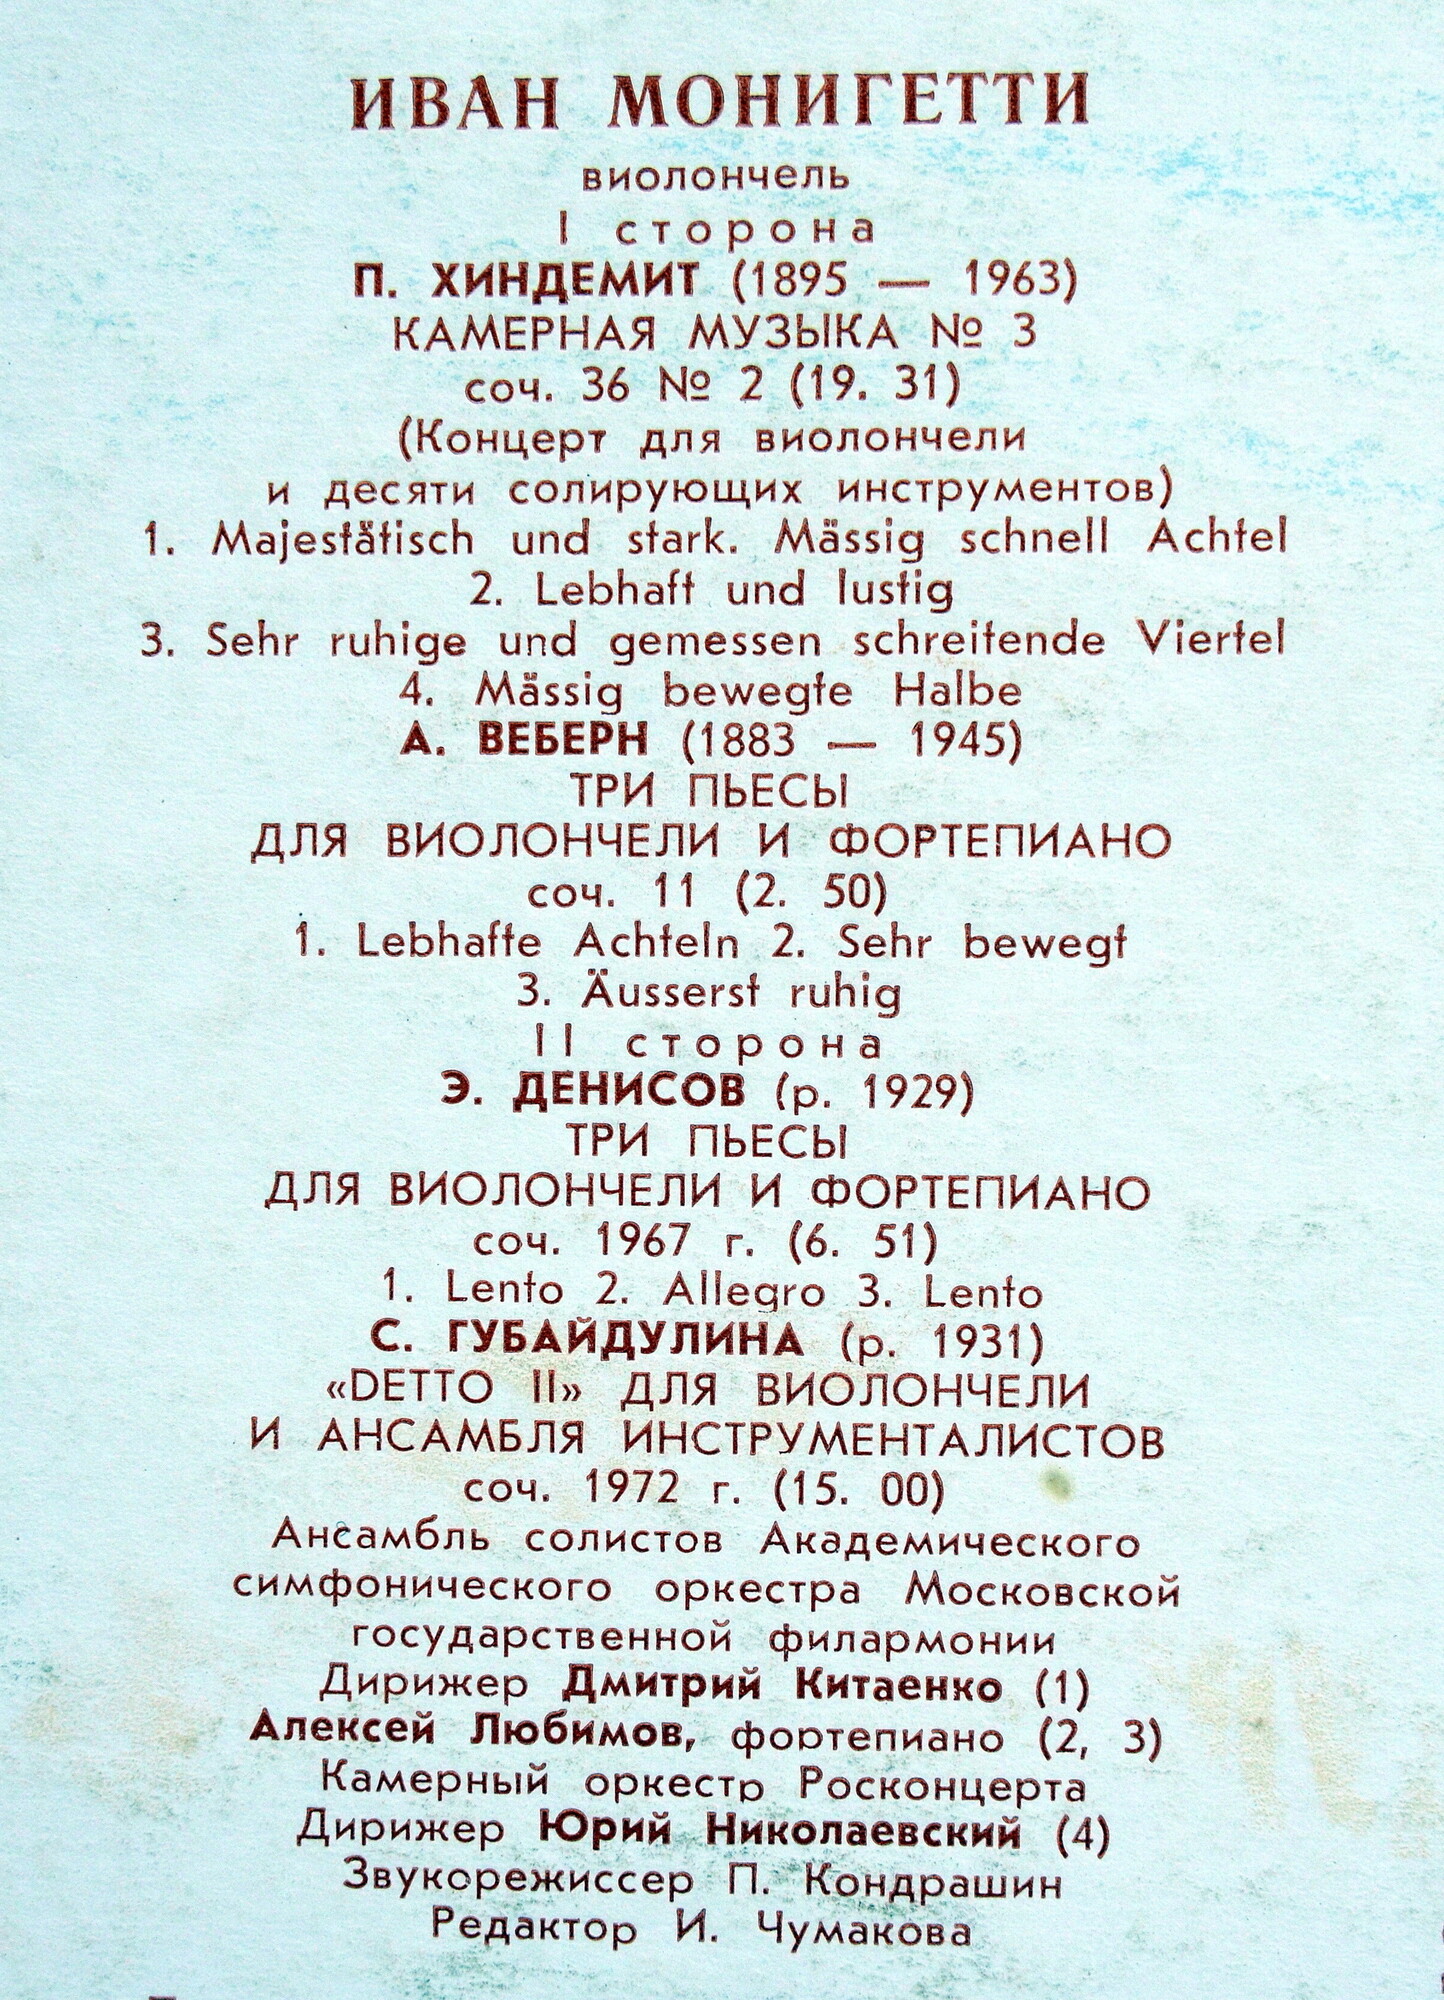 ИВАН МОНИГЕТТИ
виолончель
I сторона
П. ХИНДЕМИТ (1895 — 1963)
КАМЕРНАЯ МУЗЫКА № 3
соч. 36 № 2 (19. 31)
(Концерт для виолончели
и десяти солирующих инструментов)
1. Majestätisch und stark. Mässig schnell Achtel
2. Lebhaft und lustig
3. Sehr ruhige und gemessen schreitende Viertel
4. Mässig bewegte Halbe
А. ВЕБЕРН (1883 — 1945)
ТРИ ПЬЕСЫ
ДЛЯ ВИОЛОНЧЕЛИ И ФОРТЕПИАНО
соч. 11 (2. 50)
1. Lebhafte Achteln 2. Sehr bewegt
3. Äusserst ruhig
II сторона
Э. ДЕНИСОВ (р. 1929)
ТРИ ПЬЕСЫ
ДЛЯ ВИОЛОНЧЕЛИ И ФОРТЕПИАНО
соч. 1967 г. (6. 51)
1. Lento 2. Allegro 3. Lento
С. ГУБАЙДУЛИНА (р. 1931)
«DETTO II» ДЛЯ ВИОЛОНЧЕЛИ
И АНСАМБЛЯ ИНСТРУМЕНТАЛИСТОВ
соч. 1972 г. (15. 00)
Ансамбль солистов Академического
симфонического оркестра Московской
государственной филармонии
Дирижер Дмитрий Китаенко (1)
Алексей Любимов, фортепиано (2, 3)
Камерный оркестр Росконцерта
Дирижер Юрий Николаевский (4)
Звукорежиссер П. Кондрашин
Редактор И. Чумакова